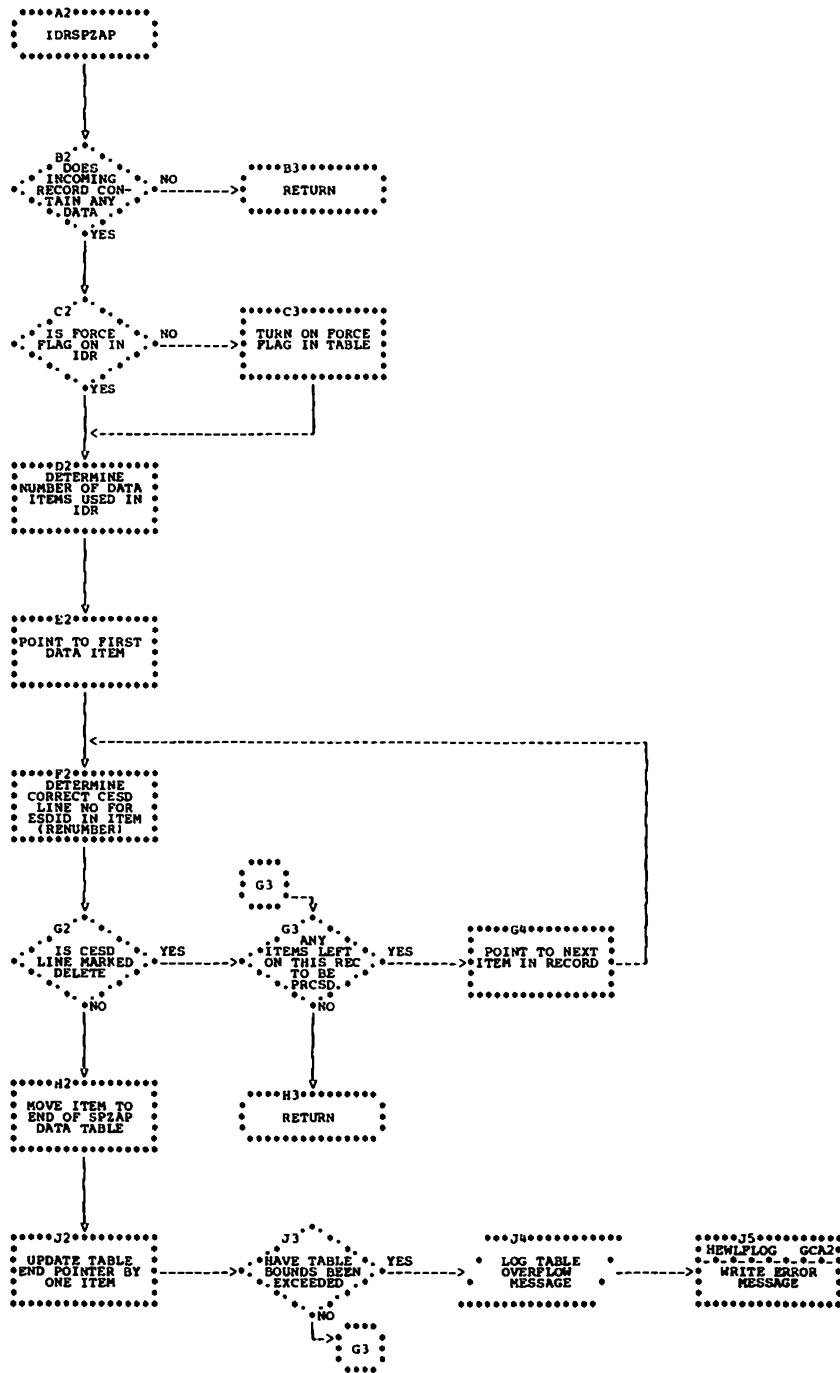 A2
IDRSPZAP
B2
DOES
INCOMING
RECORD CON-
TAIN ANY
DATA
NO
YES
B3
RETURN
C2
IS FORCE
FLAG ON IN
IDR
NO
YES
C3
TURN ON FORCE
FLAG IN TABLE
D2
DETERMINE
NUMBER OF DATA
ITEMS USED IN
IDR
E2
POINT TO FIRST
DATA ITEM
F2
DETERMINE
CORRECT CESD
LINE NO FOR
ESDID IN ITEM
(RENUMBER)
G3
G2
IS CESD
LINE MARKED
DELETE
YES
NO
G3
ANY
ITEMS LEFT
ON THIS REC
TO BE
PRCSD
YES
NO
G4
POINT TO NEXT
ITEM IN RECORD
H2
MOVE ITEM TO
END OF SPZAP
DATA TABLE
H3
RETURN
J2
UPDATE TABLE
END POINTER BY
ONE ITEM
J3
HAVE TABLE
BOUNDS BEEN
EXCEEDED
YES
NO
J4
LOG TABLE
OVERFLOW
MESSAGE
J5
HEWLFLOG GCA2
WRITE ERROR
MESSAGE
G3